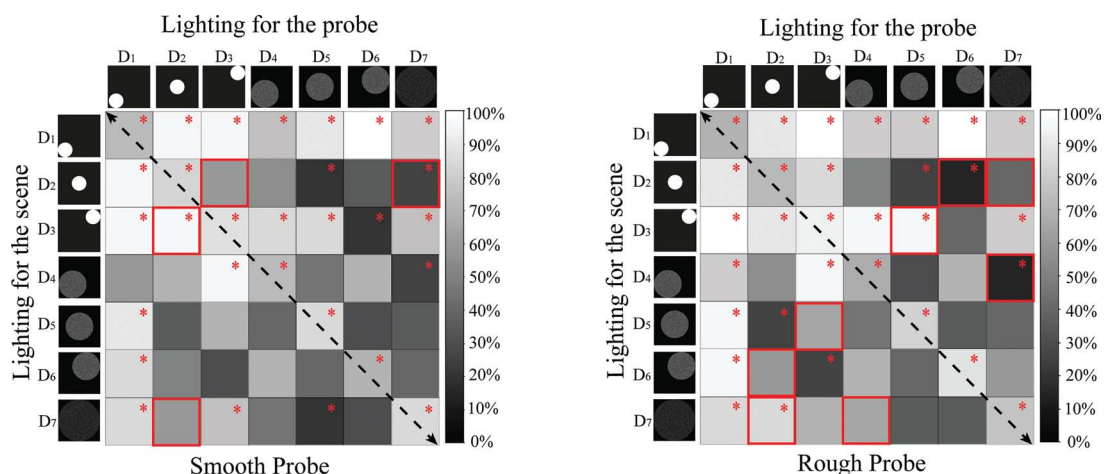 Lighting for the probe
D1 D2 D3 D4 D5 D6 D7
Lighting for the scene
D1
D2
D3
D4
D5
D6
D7
* * * * * * *
* * * *
* * * * * * *
* * *
* *
* *
* * * *
100%
90%
80%
70%
60%
50%
40%
30%
20%
10%
0%
Smooth Probe
Lighting for the probe
D1 D2 D3 D4 D5 D6 D7
Lighting for the scene
D1
D2
D3
D4
D5
D6
D7
* * * * * * *
* * * * *
* * * * * *
* * * *
* * *
* * *
* * *
100%
90%
80%
70%
60%
50%
40%
30%
20%
10%
0%
Rough Probe